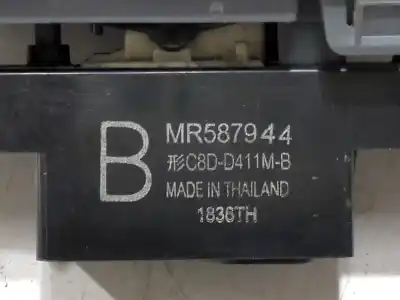 B
MR587944
形C8D-D411M-B
MADE IN THAILAND
1836TH